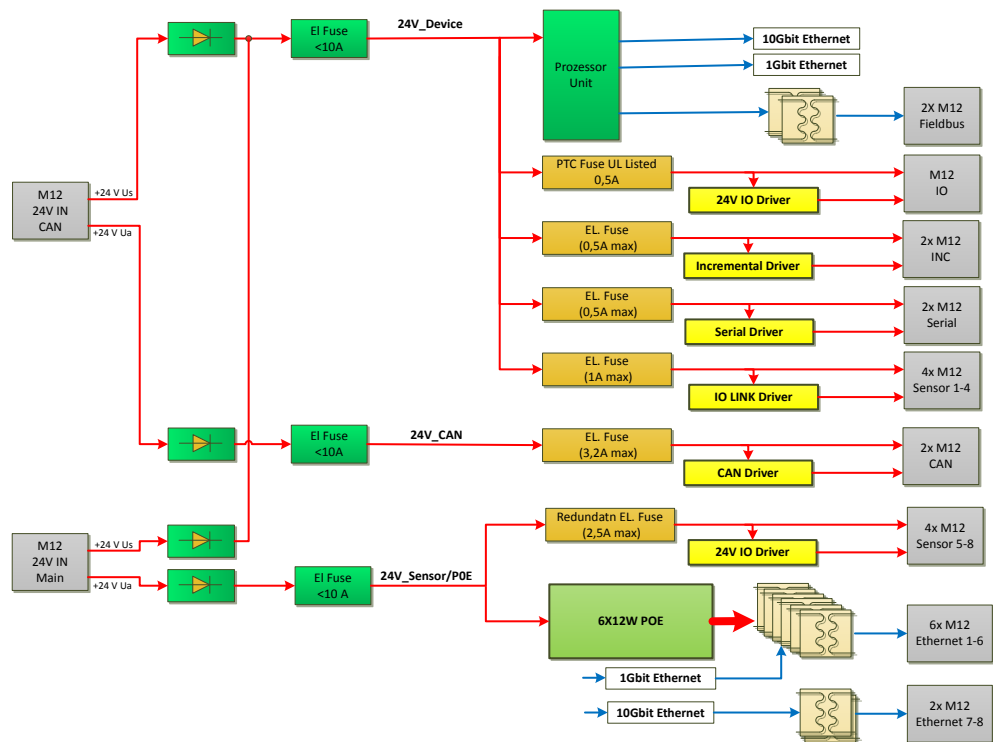 El Fuse
<10A
24V_Device
Prozessor
Unit
10Gbit Ethernet
1Gbit Ethernet
2X M12
Fieldbus
M12
24V IN
CAN
+24 V Us
+24 V Ua
PTC Fuse UL Listed
0,5A
24V IO Driver
M12
IO
EL. Fuse
(0,5A max)
Incremental Driver
2x M12
INC
EL. Fuse
(0,5A max)
Serial Driver
2x M12
Serial
EL. Fuse
(1A max)
IO LINK Driver
4x M12
Sensor 1-4
El Fuse
<10A
24V_CAN
EL. Fuse
(3,2A max)
CAN Driver
2x M12
CAN
M12
24V IN
Main
+24 V Us
+24 V Ua
El Fuse
<10 A
24V_Sensor/P0E
Redundatn EL. Fuse
(2,5A max)
24V IO Driver
4x M12
Sensor 5-8
6X12W POE
6x M12
Ethernet 1-6
1Gbit Ethernet
10Gbit Ethernet
2x M12
Ethernet 7-8